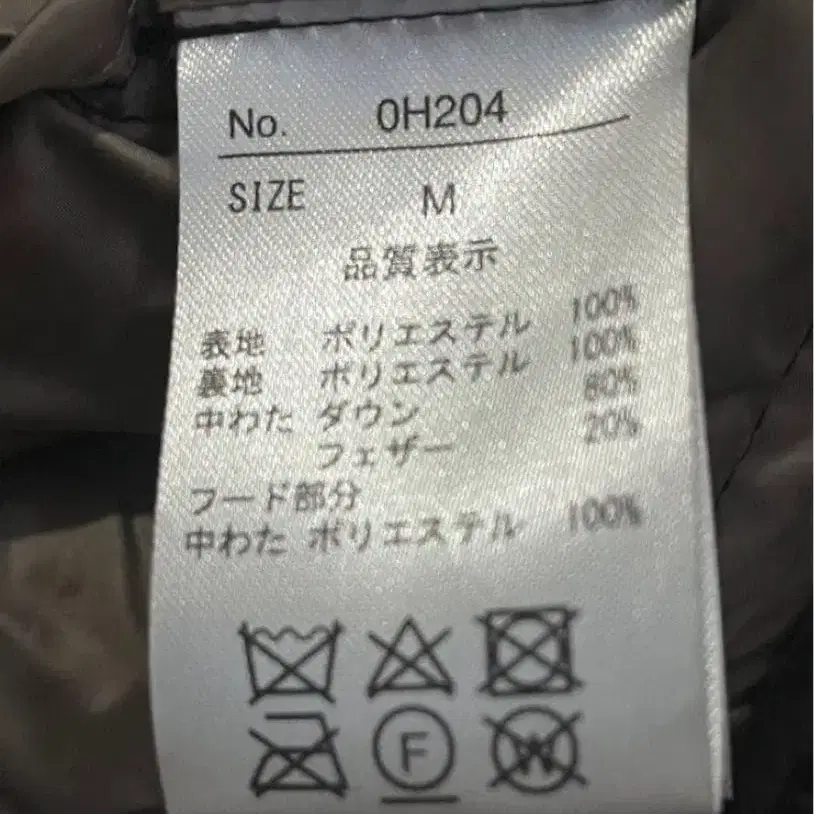 No. 0H204
SIZE M
品質表示
表地 ポリエステル 100%
裏地 ポリエステル 100%
中わた ダウン 80%
フェザー 20%
フード部分
中わた ポリエステル 100%
F W